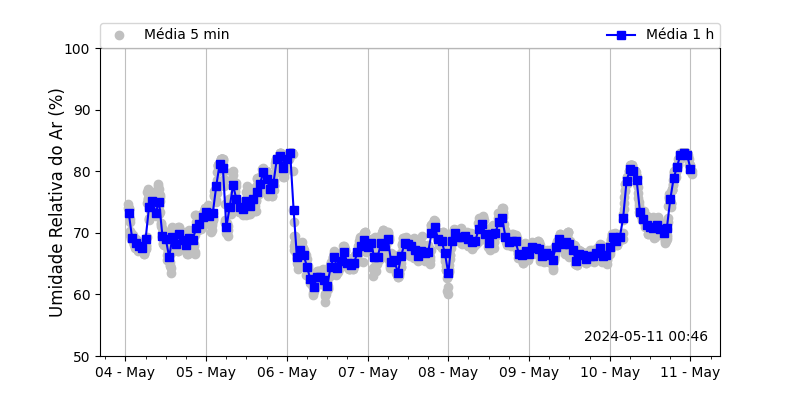 Média 5 min
Média 1 h
Umidade Relativa do Ar (%)
100
90
80
70
60
50
2024-05-11 00:46
04 - May
05 - May
06 - May
07 - May
08 - May
09 - May
10 - May
11 - May